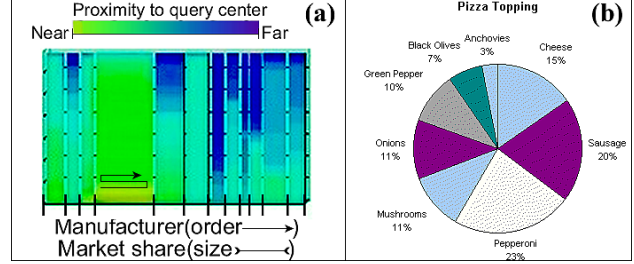 Proximity to query center
(a)
Near
Far
Manufacturer(order→)
Market share(size>—<)
Pizza Topping
(b)
Anchovies
3%
Black Olives
7%
Cheese
15%
Green Pepper
10%
Onions
11%
Sausage
20%
Mushrooms
11%
Pepperoni
23%